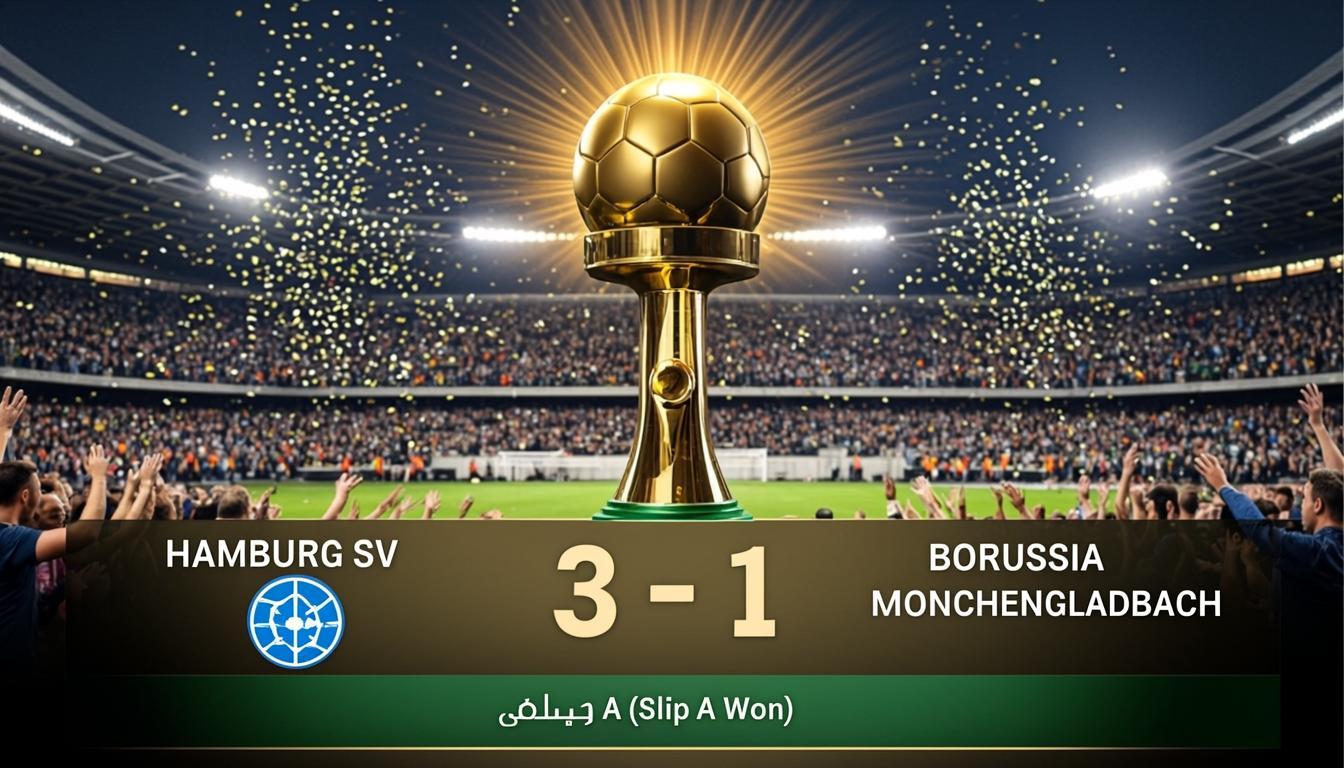 HAMBURG SV
3 - 1
BORUSSIA
MONCHENGLADBACH
A (Slip A Won)